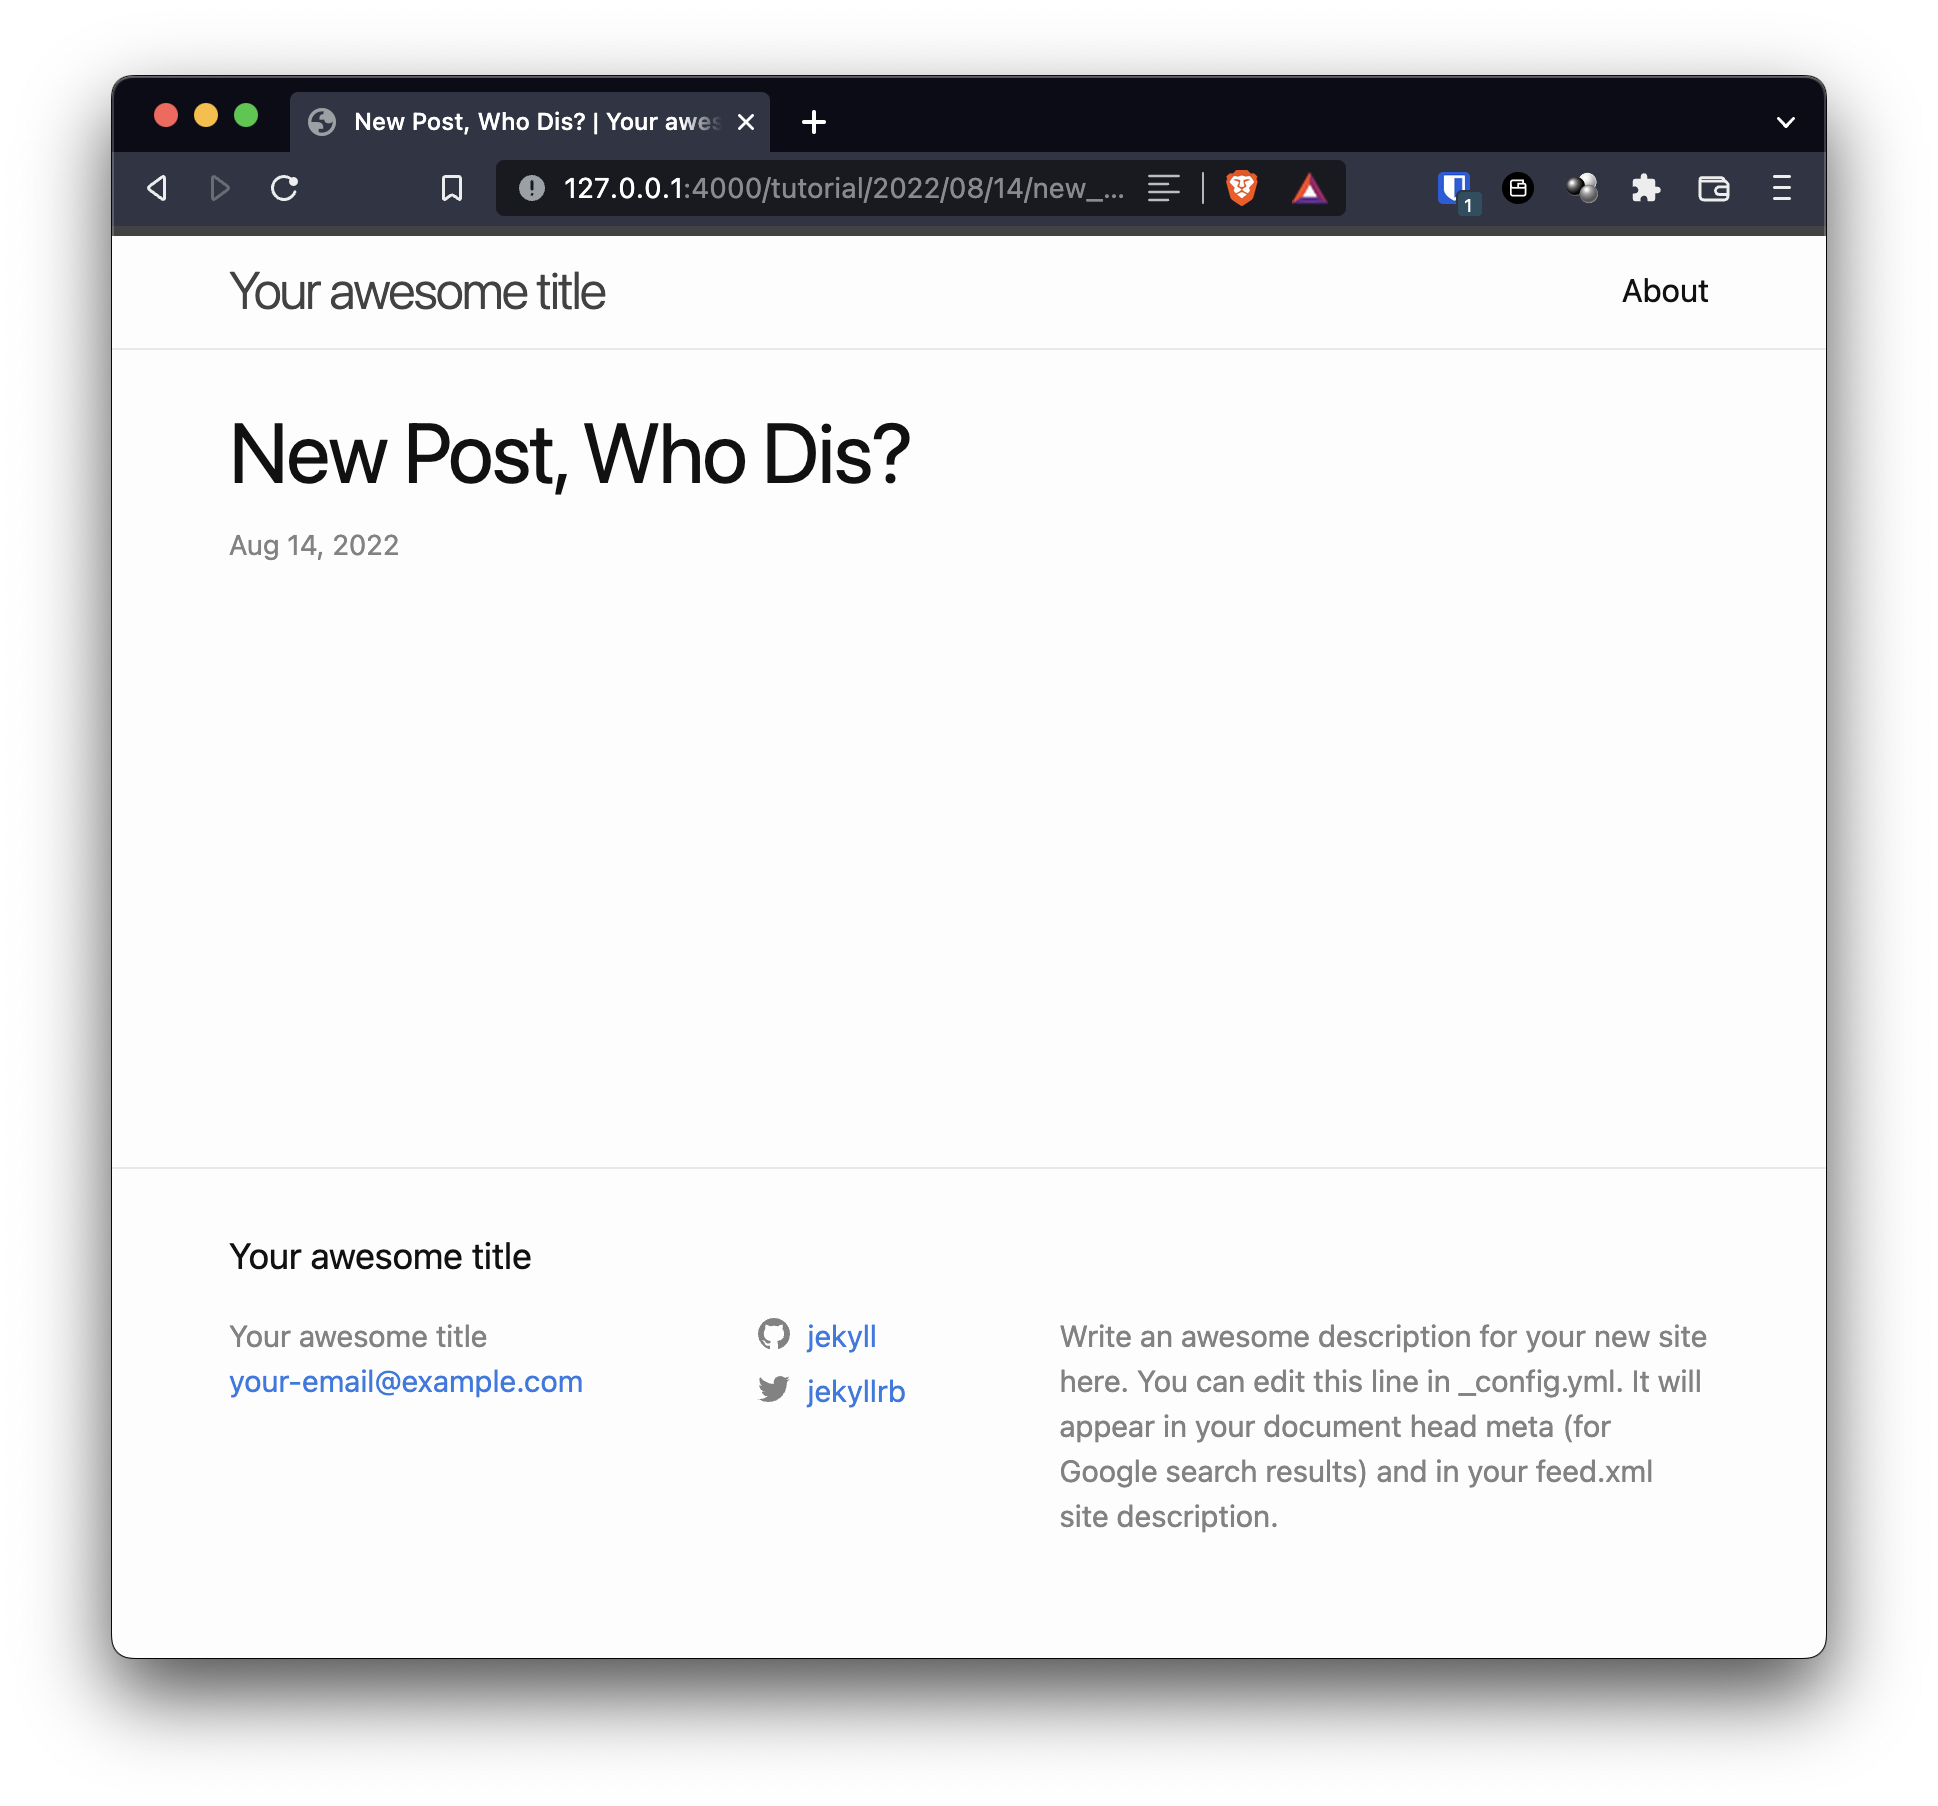 New Post, Who Dis? | Your awes
127.0.0.1:4000/tutorial/2022/08/14/new_...
1
Your awesome title
About
New Post, Who Dis?
Aug 14, 2022
Your awesome title
Your awesome title
your-email@example.com
jekyll
jekyllrb
Write an awesome description for your new site
here. You can edit this line in _config.yml. It will
appear in your document head meta (for
Google search results) and in your feed.xml
site description.